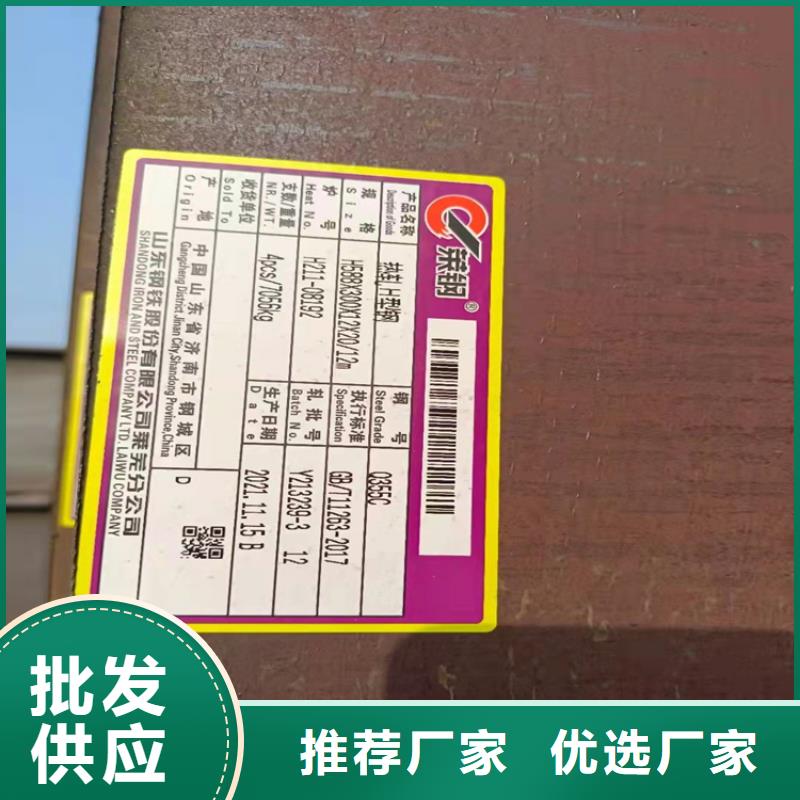 莱钢®
产品名称 热轧H型钢 钢 号 Q355C
Description of Goods Steel Grade
规 格 H588X300X12X20/12m 执行标准 GB/T11263-2017
Size Specification
炉 号 H211-08192 轧批号 Y213239-3 12
Heat No. Batch No.
支数/重量 4pcs/7056kg 生产日期 2021.11.15 B
NR./WT. Date
收货单位
Sold To
产 地 中国山东省济南市钢城区 D
Origin Gangcheng District Jinan City,Shandong Province,China
山东钢铁股份有限公司莱芜分公司
SHANDONG IRON AND STEEL COMPANY LTD. LAIWU COMPANY
批发
供应
推荐厂家 优选厂家